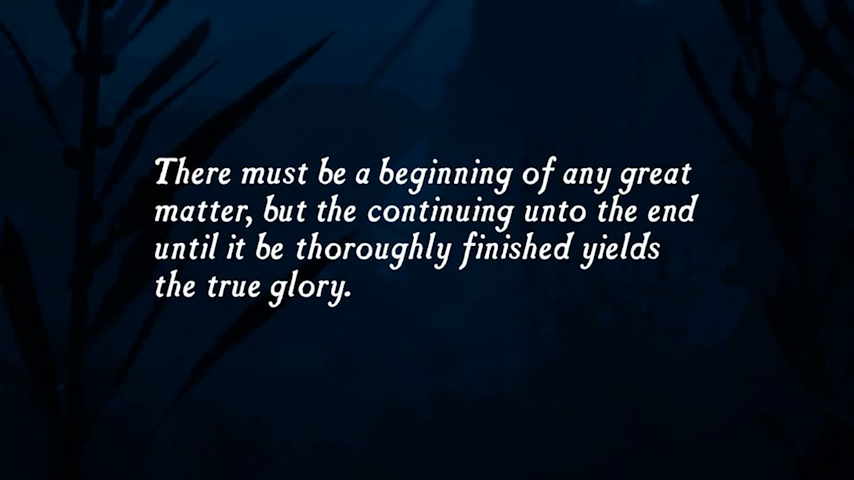 There must be a beginning of any great
matter, but the continuing unto the end
until it be thoroughly finished yields
the true glory.